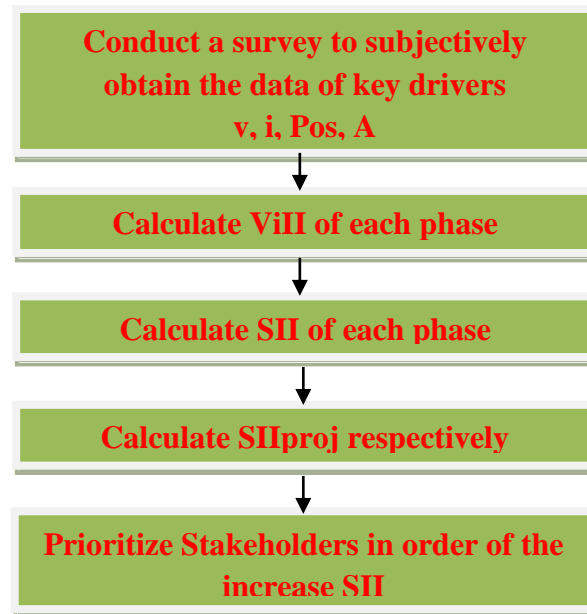 Conduct a survey to subjectively
obtain the data of key drivers
v, i, Pos, A
Calculate ViII of each phase
Calculate SII of each phase
Calculate SIIproj respectively
Prioritize Stakeholders in order of the
increase SII